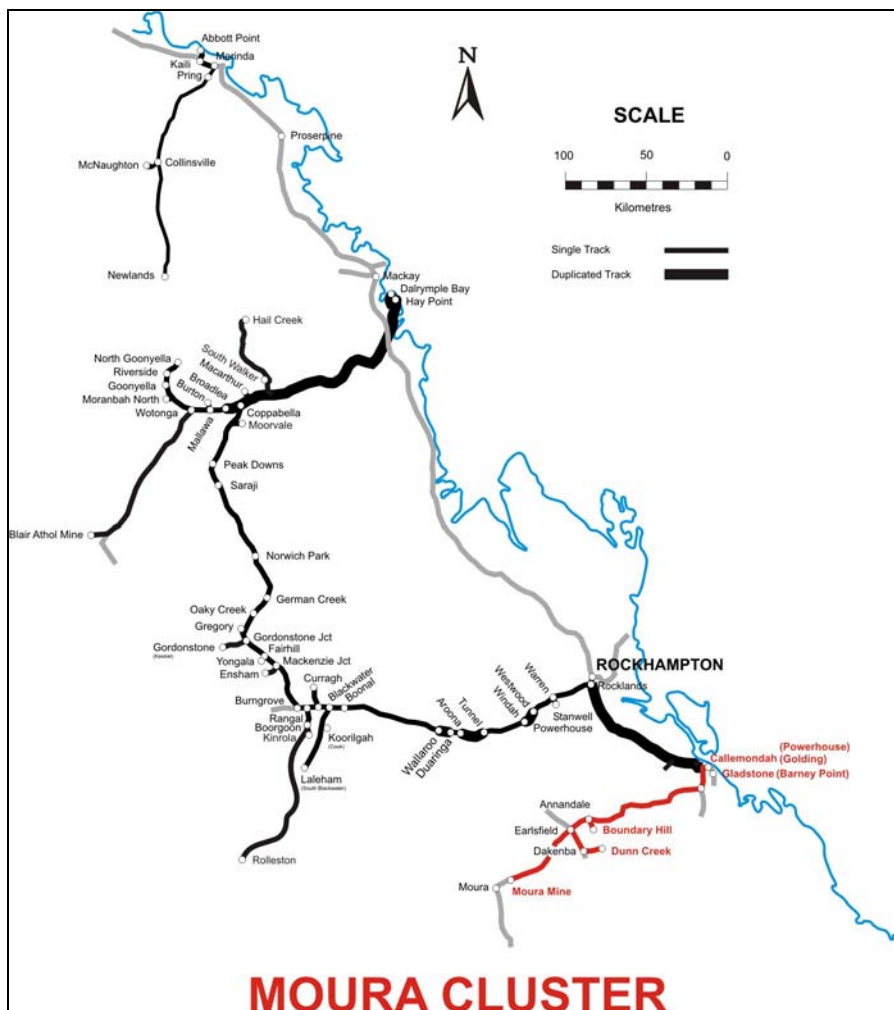 Abbott Point
Kaili
Merinda
Pring
N
SCALE
100
50
0
Kilometres
Proserpine
McNaughton
Collinsville
Single Track
Duplicated Track
Newlands
Mackay
Dalrymple Bay
Hay Point
Hail Creek
North Goonyella
Riverside
Goonyella
Moranbah North
Wotonga
South Walker
Macarthur
Broadlea
Burton
Mallawa
Coppabella
Moorvale
Peak Downs
Saraji
Blair Athol Mine
Norwich Park
German Creek
Oaky Creek
Gregory
Gordonstone Jct
Gordonstone
(Kestrel)
Fairhill
Yongala
Mackenzie Jct
Ensham
Curragh
Blackwater
Boonal
Burngrove
Rangal
Boorgoon
Kinrola
Koorilgah
(Cook)
Laleham
(South Blackwater)
Rolleston
Wallaroo
Aroona
Duaringa
Tunnel
Windah
Westwood
Warren
Stanwell
Powerhouse
ROCKHAMPTON
Rocklands
Callemondah (Powerhouse)
(Golding)
Gladstone (Barney Point)
Annandale
Earlsfield
Boundary Hill
Dakenba
Dunn Creek
Moura
Moura Mine
MOURA CLUSTER